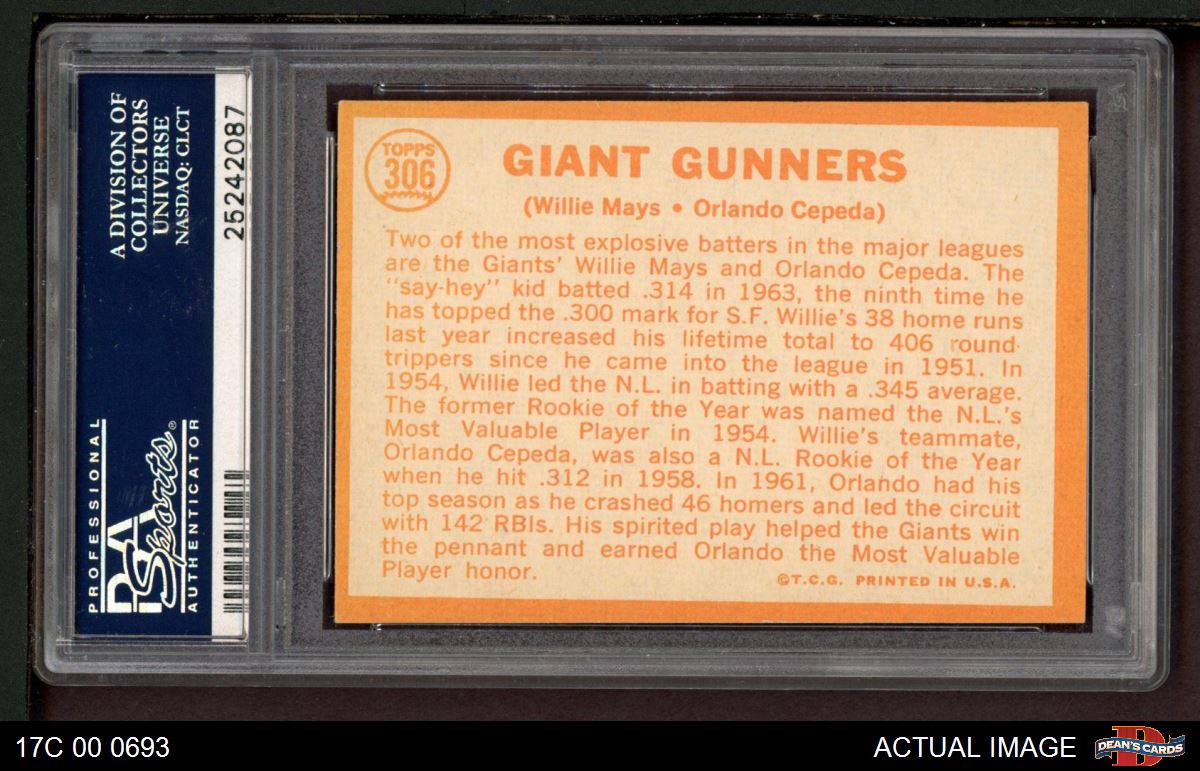 A DIVISION OF
COLLECTORS
UNIVERSE
NASDAQ: CLCT
25242087
PROFESSIONAL
PSA
Sports®
AUTHENTICATOR
TOPPS
306
GIANT GUNNERS
(Willie Mays • Orlando Cepeda)
Two of the most explosive batters in the major leagues
are the Giants' Willie Mays and Orlando Cepeda. The
"say-hey" kid batted .314 in 1963, the ninth time he
has topped the .300 mark for S.F. Willie's 38 home runs
last year increased his lifetime total to 406 round-
trippers since he came into the league in 1951. In
1954, Willie led the N.L. in batting with a .345 average.
The former Rookie of the Year was named the N.L.'s
Most Valuable Player in 1954. Willie's teammate,
Orlando Cepeda, was also a N.L. Rookie of the Year
when he hit .312 in 1958. In 1961, Orlando had his
top season as he crashed 46 homers and led the circuit
with 142 RBIs. His spirited play helped the Giants win
the pennant and earned Orlando the Most Valuable
Player honor.
©T.C.G. PRINTED IN U.S.A.
17C 00 0693
ACTUAL IMAGE
D
DEAN'S CARDS